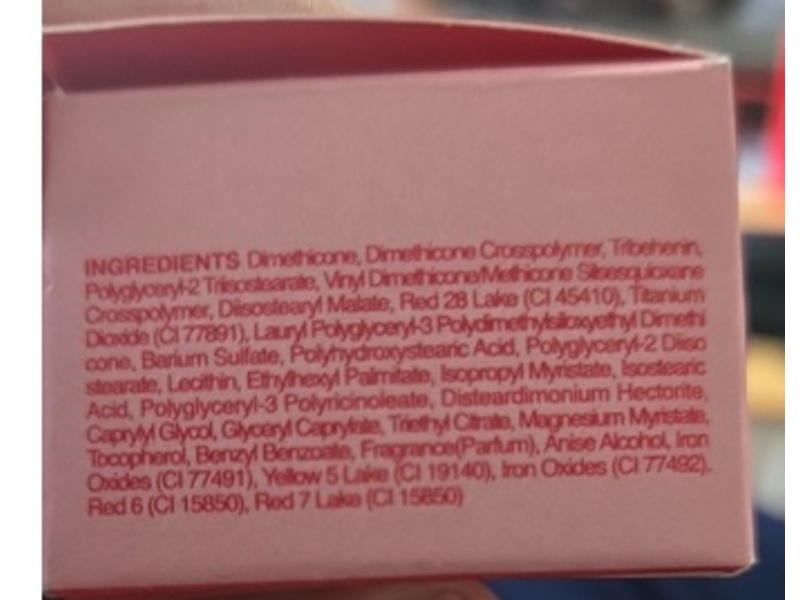 INGREDIENTS Dimethicone, Dimethicone Crosspolymer, Tribehenin,
Polyglyceryl-2 Triisostearate, Vinyl Dimethicone/Methicone Silsesquioxane
Crosspolymer, Diisostearyl Malate, Red 28 Lake (CI 45410), Titanium
Dioxide (CI 77891), Lauryl Polyglyceryl-3 Polydimethylsiloxyethyl Dimethi
cone, Barium Sulfate, Polyhydroxystearic Acid, Polyglyceryl-2 Diiso
stearate, Lecithin, Ethylhexyl Palmitate, Isopropyl Myristate, Isostearic
Acid, Polyglyceryl-3 Polyricinoleate, Disteardimonium Hectorite,
Caprylyl Glycol, Glyceryl Caprylate, Triethyl Citrate, Magnesium Myristate,
Tocopherol, Benzyl Benzoate, Fragrance(Parfum), Anise Alcohol, Iron
Oxides (CI 77491), Yellow 5 Lake (CI 19140), Iron Oxides (CI 77492),
Red 6 (CI 15850), Red 7 Lake (CI 15850)